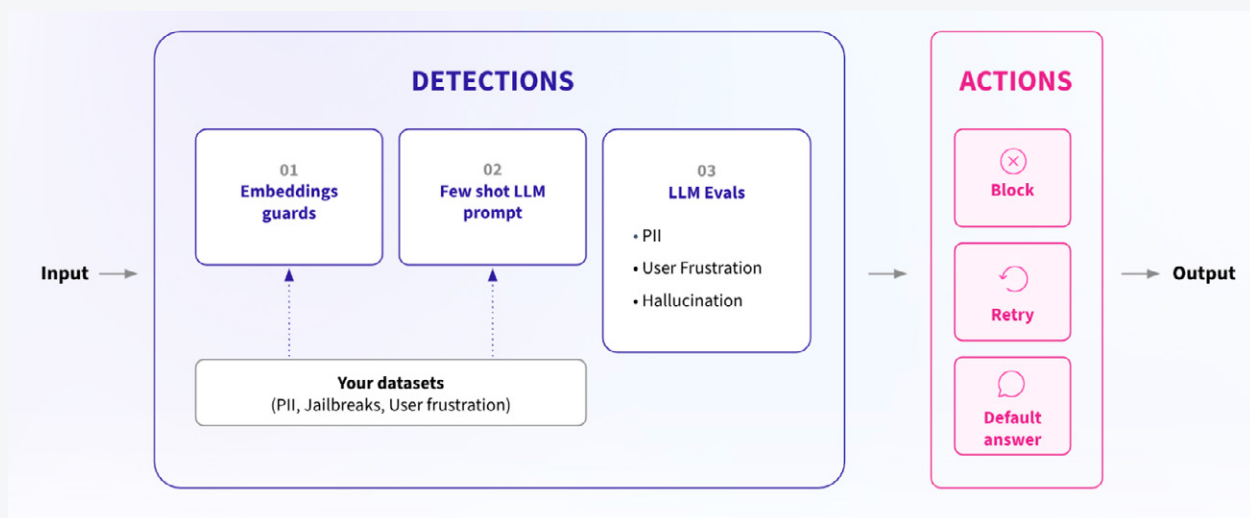 DETECTIONS
ACTIONS
01
Embeddings
guards
02
Few shot LLM
prompt
03
LLM Evals
• PII
• User Frustration
• Hallucination
Your datasets
(PII, Jailbreaks, User frustration)
Input
Block
Retry
Default
answer
Output